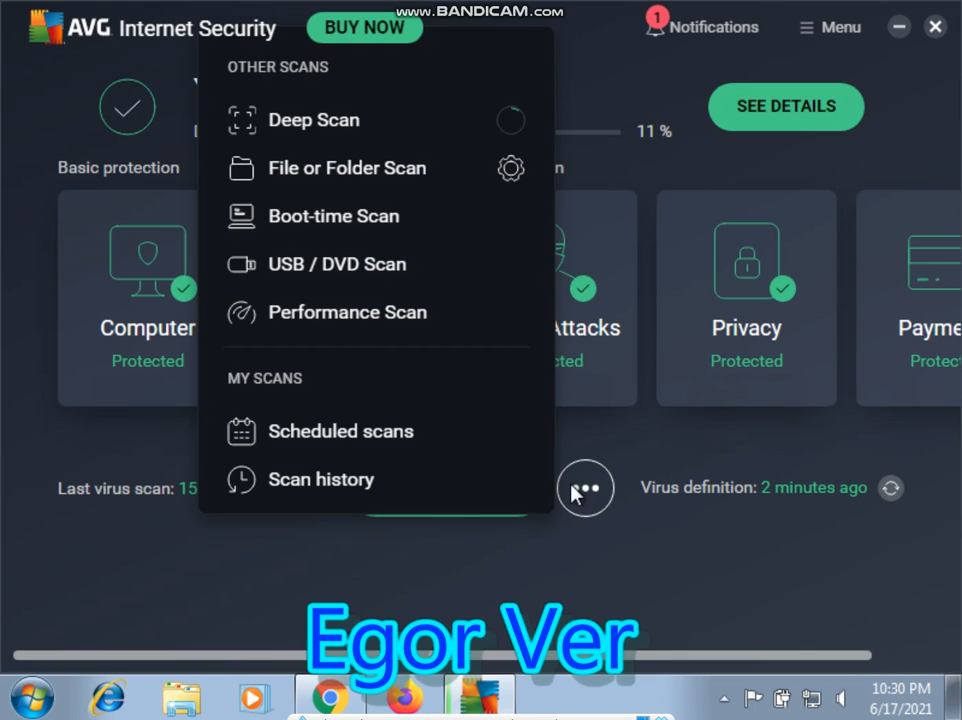 www.BANDICAM.com
AVG Internet Security
BUY NOW
1
Notifications
Menu
OTHER SCANS
Deep Scan
File or Folder Scan
Boot-time Scan
USB / DVD Scan
Performance Scan
MY SCANS
Scheduled scans
Scan history
11 %
SEE DETAILS
Basic protection
Computer
Protected
Attacks
Privacy
Protected
Last virus scan: 15
Virus definition: 2 minutes ago
Egor Ver
10:30 PM
6/17/2021